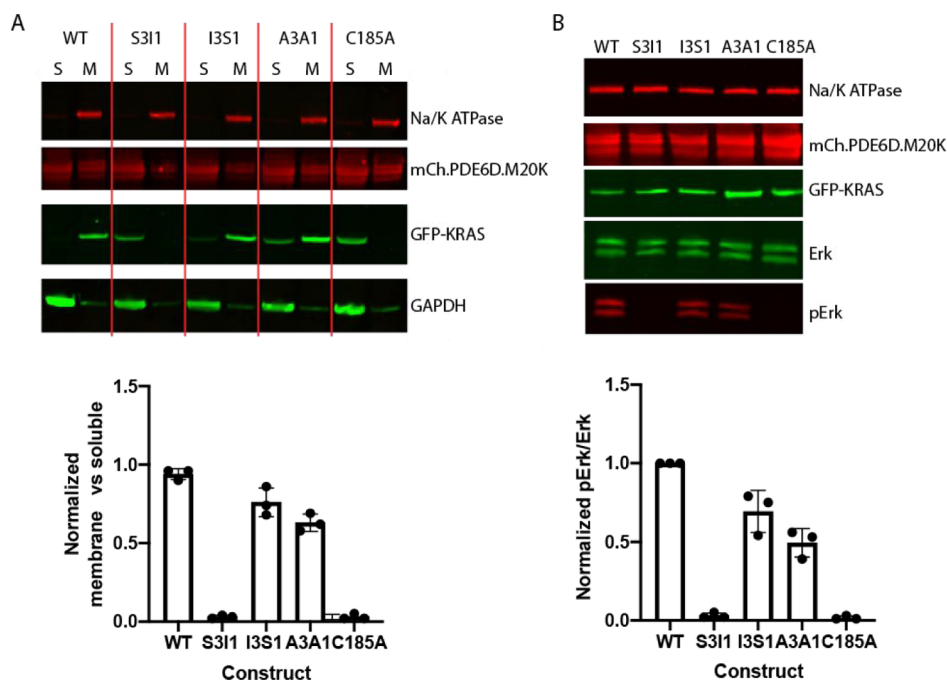 A
WT S3I1 I3S1 A3A1 C185A
S M S M S M S M S M
Na/K ATPase
mCh.PDE6D.M20K
GFP-KRAS
GAPDH
Normalized
membrane vs soluble
1.5
1.0
0.5
0.0
WT S3I1 I3S1 A3A1 C185A
Construct
B
WT S3I1 I3S1 A3A1 C185A
Na/K ATPase
mCh.PDE6D.M20K
GFP-KRAS
Erk
pErk
Normalized pErk/Erk
1.5
1.0
0.5
0.0
WT S3I1 I3S1 A3A1 C185A
Construct